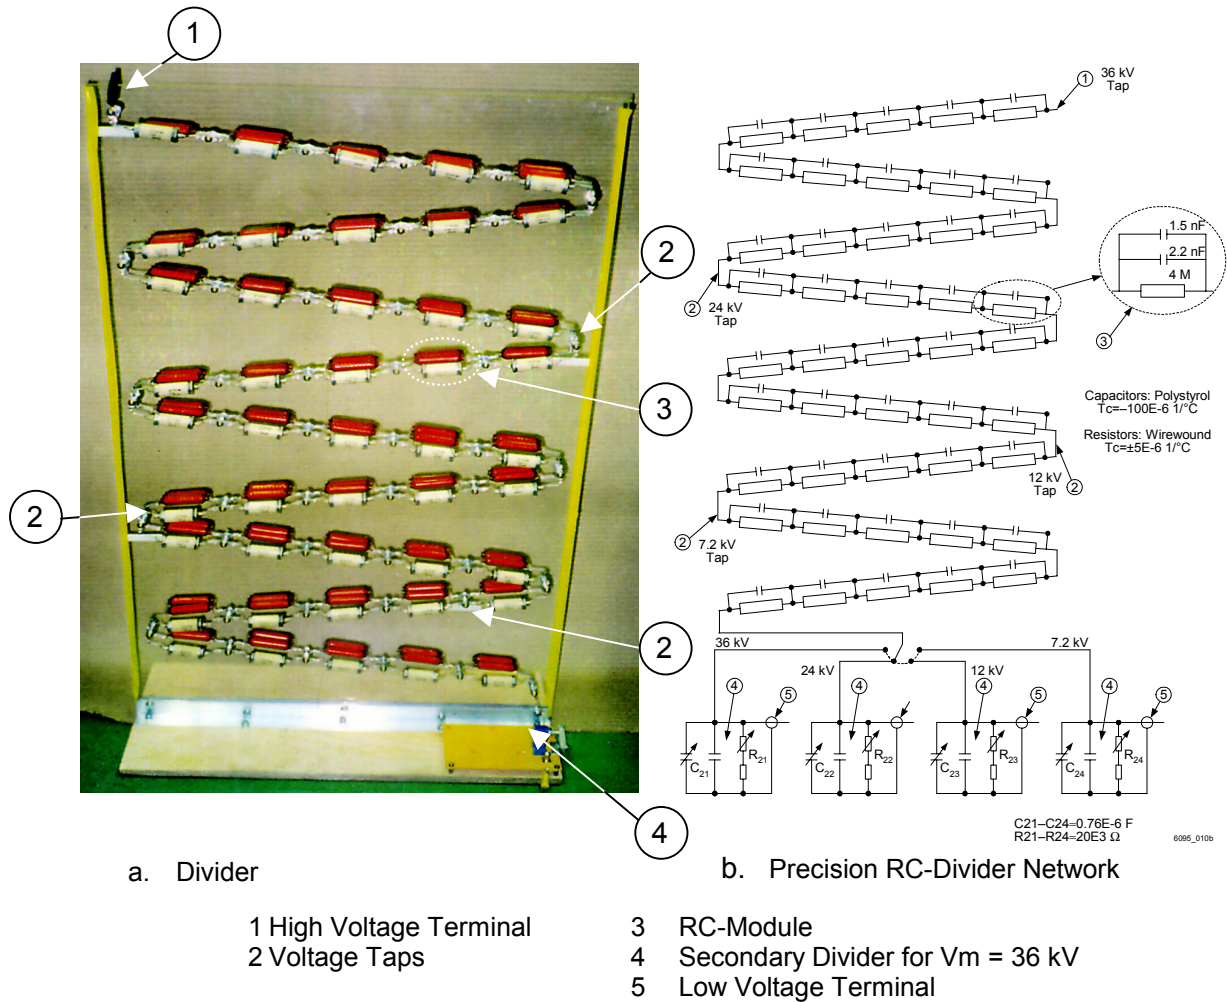 1
2
3
2
2
4
1 36 kV
Tap
2 24 kV
Tap
1.5 nF
2.2 nF
4 M
3
Capacitors: Polystyrol
Tc=–100E-6 1/°C
Resistors: Wirewound
Tc=±5E-6 1/°C
12 kV
Tap
2
2 7.2 kV
Tap
36 kV
24 kV
12 kV
7.2 kV
4 5 4 4 5 4 5
C21 R21 C22 R22 C23 R23 C24 R24
C21–C24=0.76E-6 F
R21–R24=20E3 Ω
6095_010b
a. Divider
b. Precision RC-Divider Network
1 High Voltage Terminal
2 Voltage Taps
3 RC-Module
4 Secondary Divider for Vm = 36 kV
5 Low Voltage Terminal